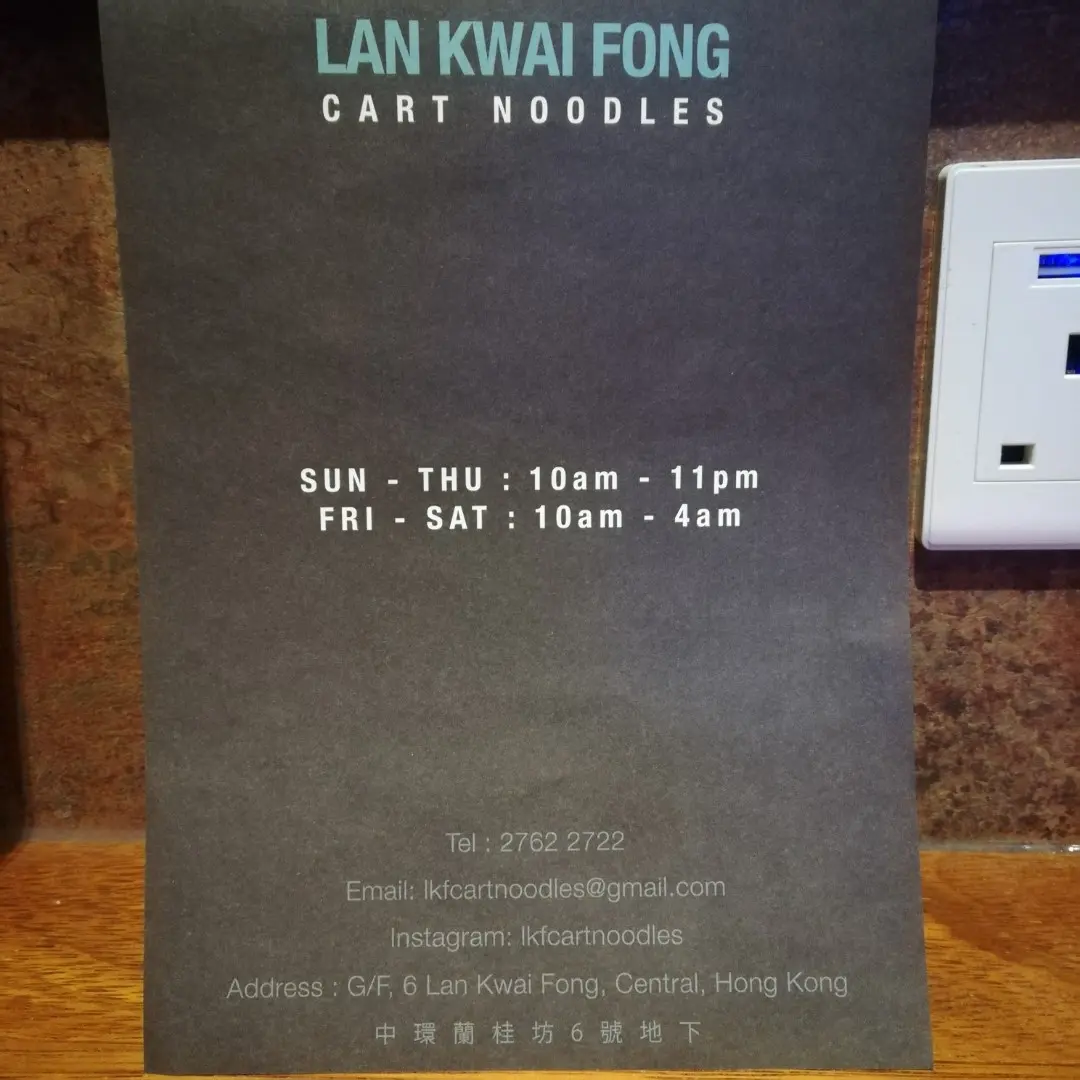 LAN KWAI FONG
CART NOODLES
SUN - THU : 10am - 11pm
FRI - SAT : 10am - 4am
Tel : 2762 2722
Email: lkfcartnoodles@gmail.com
Instagram: lkfcartnoodles
Address : G/F, 6 Lan Kwai Fong, Central, Hong Kong
中環蘭桂坊6號地下